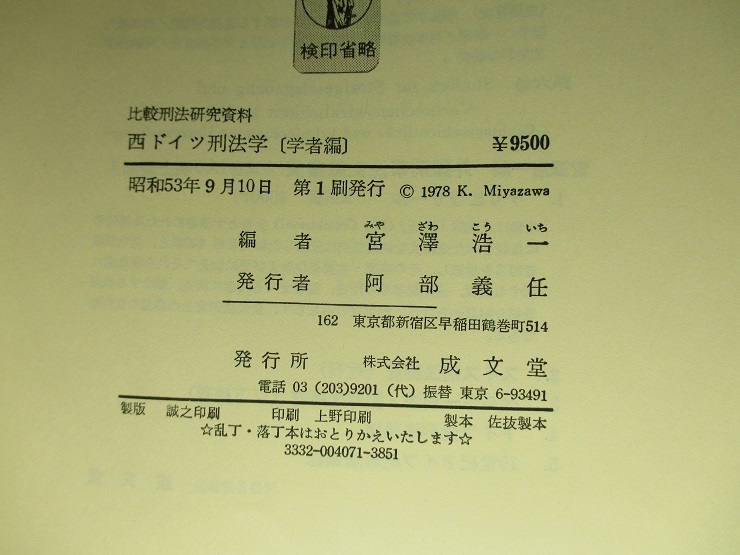 検印省略
比較刑法研究資料
西ドイツ刑法学〔学者編〕 ¥9500
昭和53年9月10日 第1刷発行 © 1978 K. Miyazawa
みや ざわ こう いち
編者 宮澤浩一
発行者 阿部義任
162 東京都新宿区早稲田鶴巻町514
発行所 株式会社 成文堂
電話 03 (203)9201 (代) 振替 東京 6-93491
製版 誠之印刷 印刷 上野印刷 製本 佐抜製本
☆乱丁・落丁本はおとりかえいたします☆
3332-004071-3851